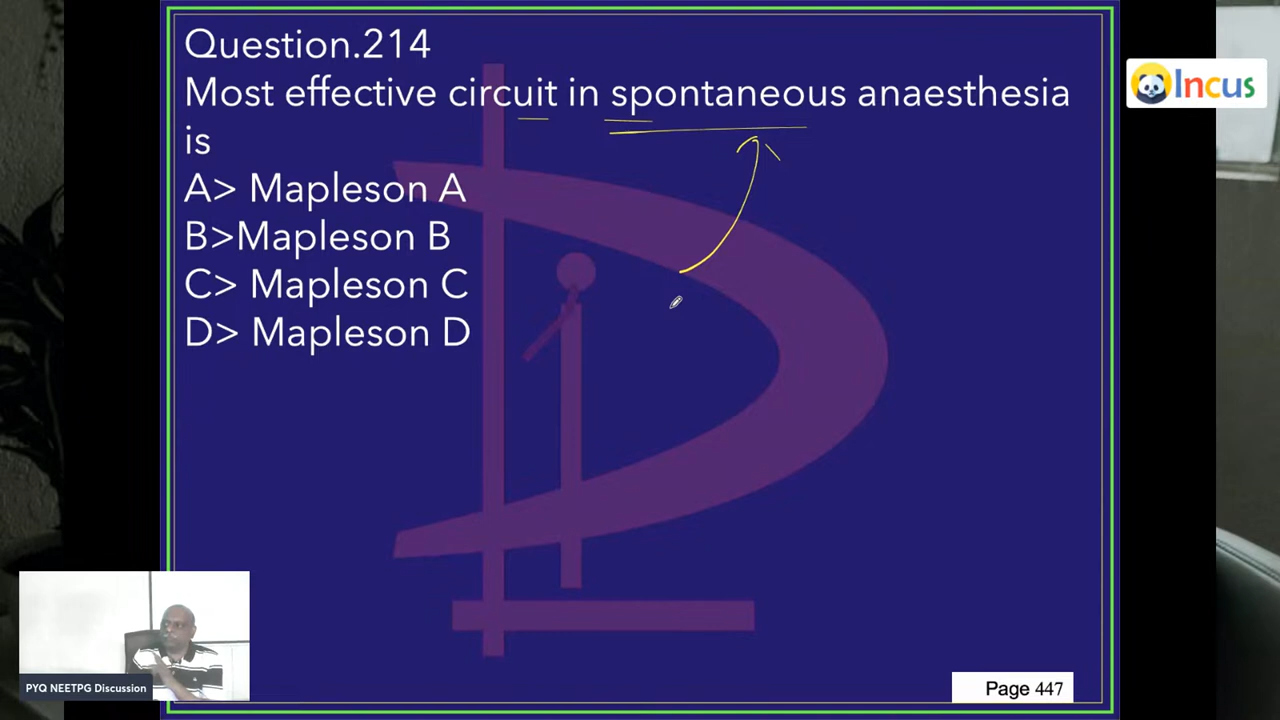 Question.214
Most effective circuit in spontaneous anaesthesia
is
A> Mapleson A
B>Mapleson B
C> Mapleson C
D> Mapleson D
Incus
PYQ NEETPG Discussion
Page 447